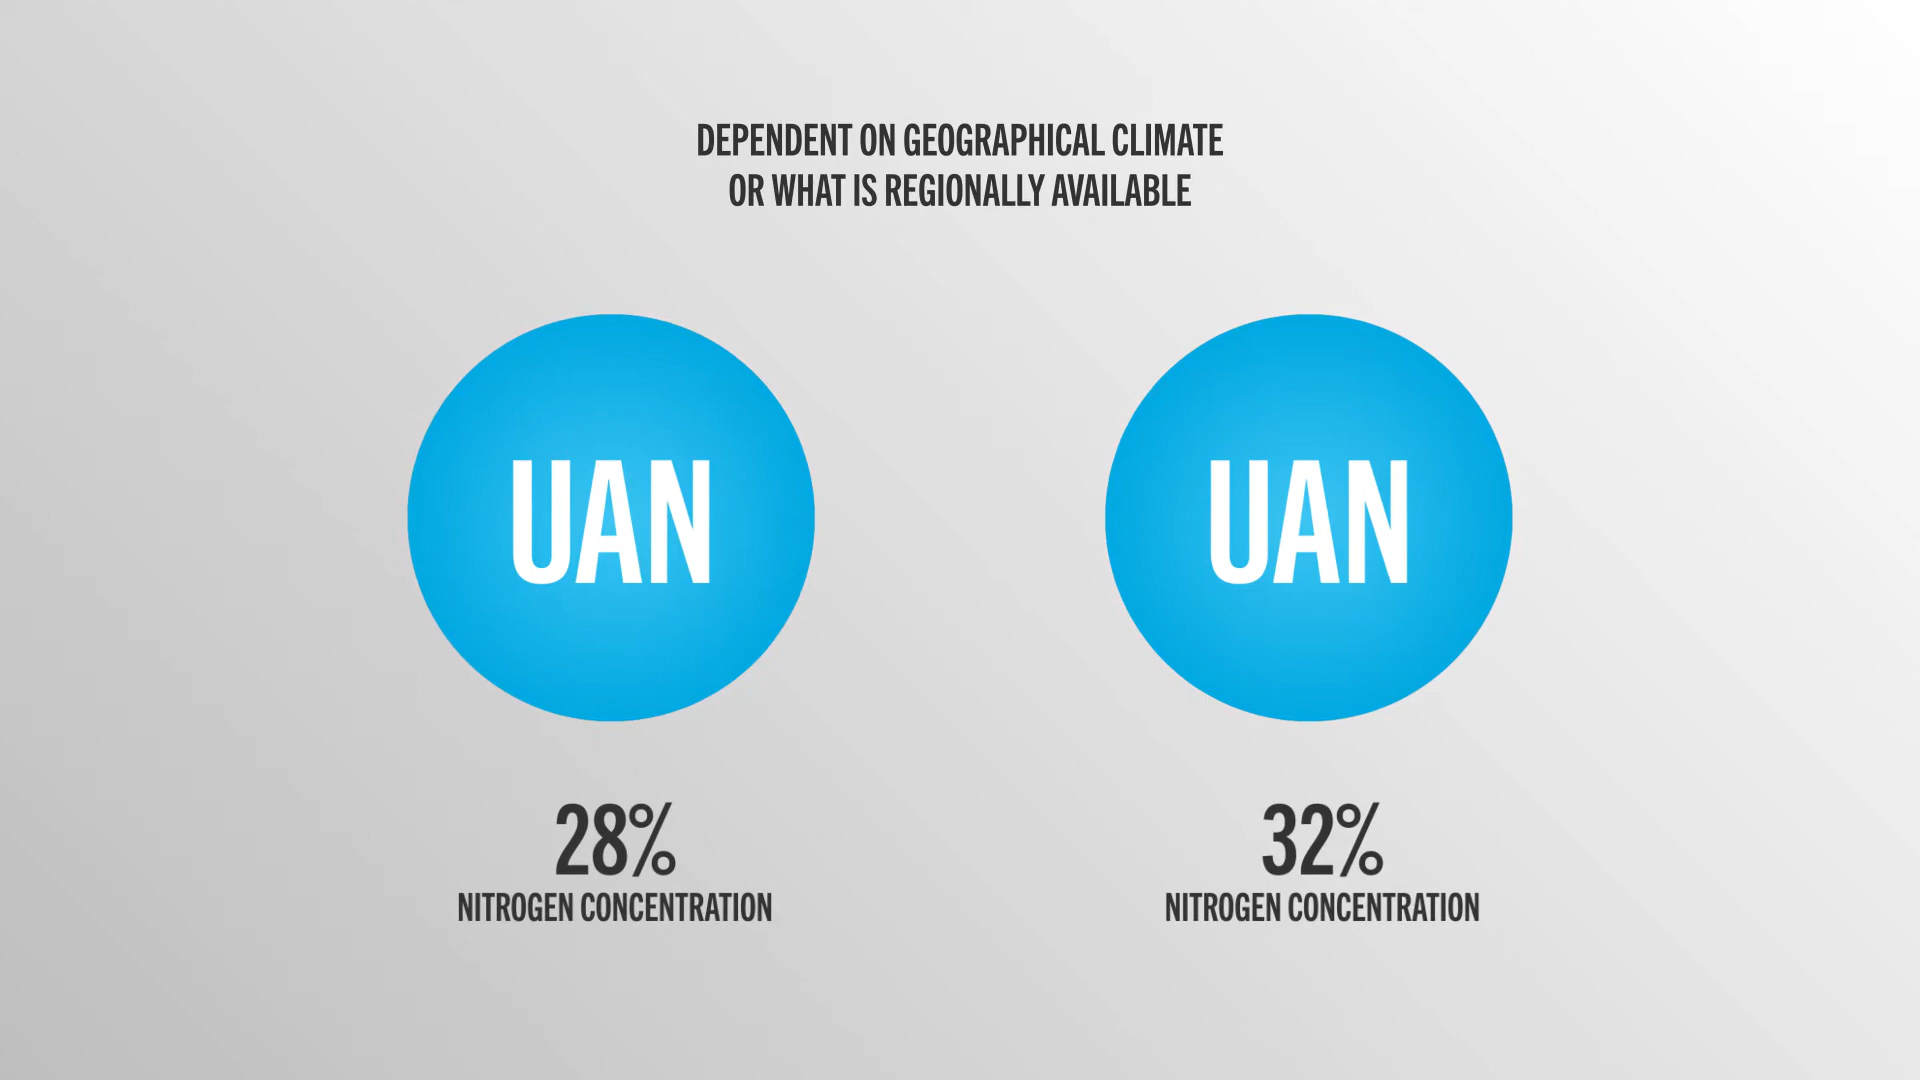 DEPENDENT ON GEOGRAPHICAL CLIMATE
OR WHAT IS REGIONALLY AVAILABLE
UAN
28%
NITROGEN CONCENTRATION
UAN
32%
NITROGEN CONCENTRATION